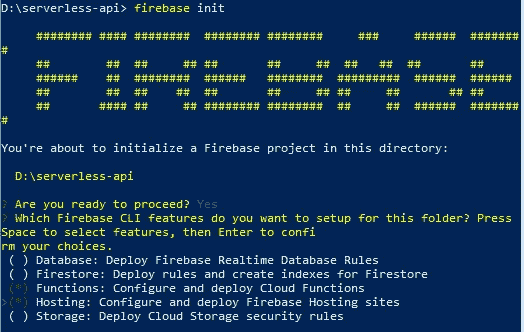 D:\serverless-api> firebase init
######## #### ######## ######## ########     ###     ######  ########
##        ##  ##     ## ##       ##     ##  ##   ##  ##       ##
######    ##  ########  ######   ########  #########  ######  ######
##        ##  ##    ##  ##       ##     ## ##     ##       ## ##
##       #### ##     ## ######## ########  ##     ##  ######  ########
You're about to initialize a Firebase project in this directory:
D:\serverless-api
? Are you ready to proceed? Yes
? Which Firebase CLI features do you want to setup for this folder? Press
Space to select features, then Enter to confi
rm your choices.
( ) Database: Deploy Firebase Realtime Database Rules
( ) Firestore: Deploy rules and create indexes for Firestore
(*) Functions: Configure and deploy Cloud Functions
>(*) Hosting: Configure and deploy Firebase Hosting sites
( ) Storage: Deploy Cloud Storage security rules